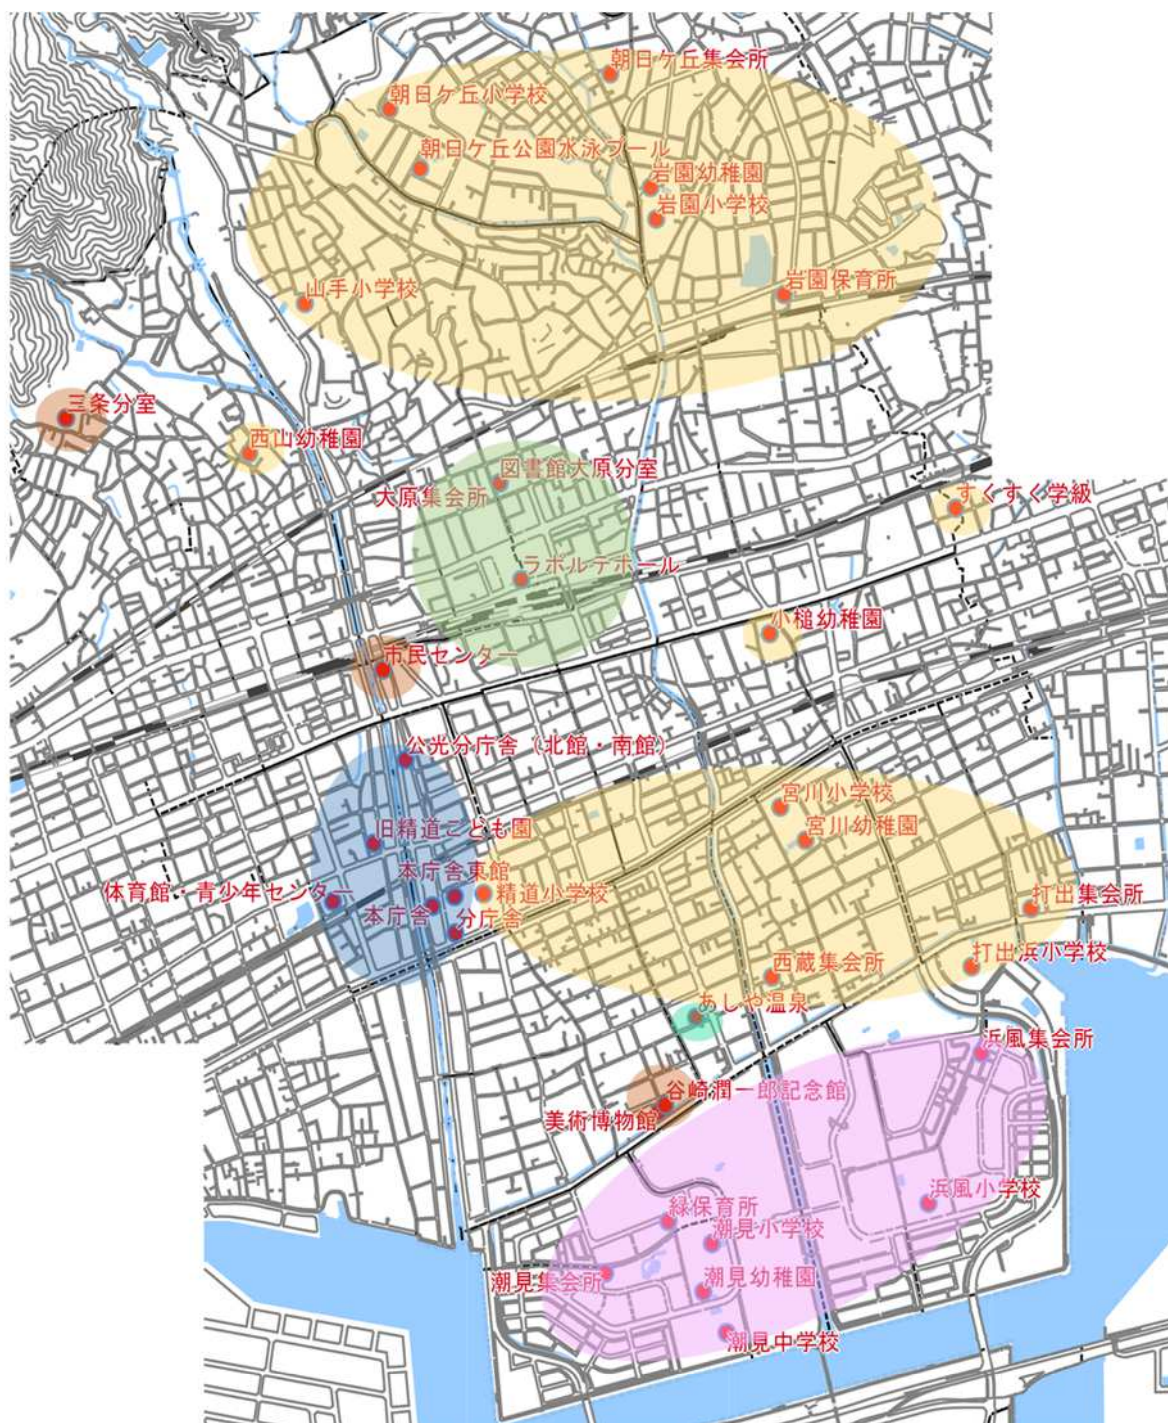 朝日ケ丘集会所
朝日ケ丘小学校
朝日ケ丘公園水泳プール
岩園幼稚園
岩園小学校
岩園保育所
山手小学校
三条分室
西山幼稚園
図書館大原分室
大原集会所
すくすく学級
ラポルテホール
小槌幼稚園
市民センター
公光分庁舎（北館・南館）
宮川小学校
旧精道こども園
宮川幼稚園
本庁舎東館
体育館・青少年センター
精道小学校
打出集会所
本庁舎
分庁舎
打出浜小学校
西蔵集会所
あしや温泉
浜風集会所
谷崎潤一郎記念館
美術博物館
浜風小学校
緑保育所
潮見小学校
潮見集会所
潮見幼稚園
潮見中学校